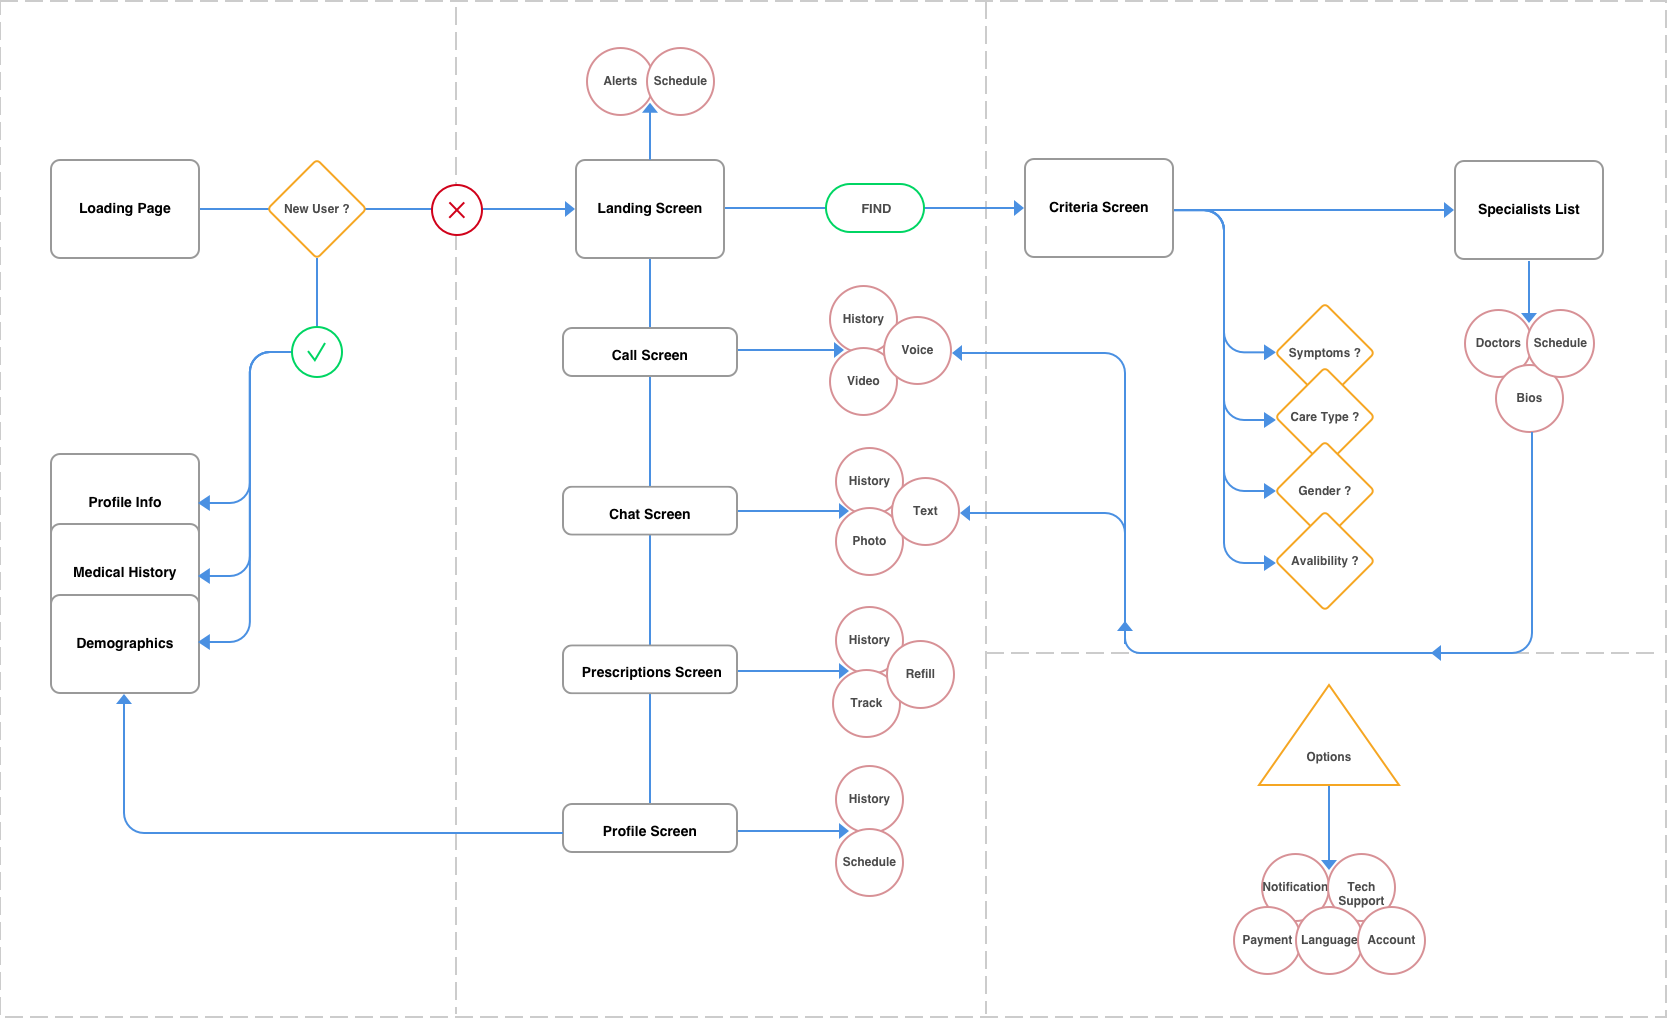 Alerts
Schedule
Loading Page
New User ?
Landing Screen
FIND
Criteria Screen
Specialists List
History
Voice
Video
Call Screen
Symptoms ?
Care Type ?
Gender ?
Avalibility ?
Doctors
Schedule
Bios
Profile Info
Medical History
Demographics
Chat Screen
History
Text
Photo
Prescriptions Screen
History
Refill
Track
Profile Screen
History
Schedule
Options
Notification
Tech
Support
Payment
Language
Account